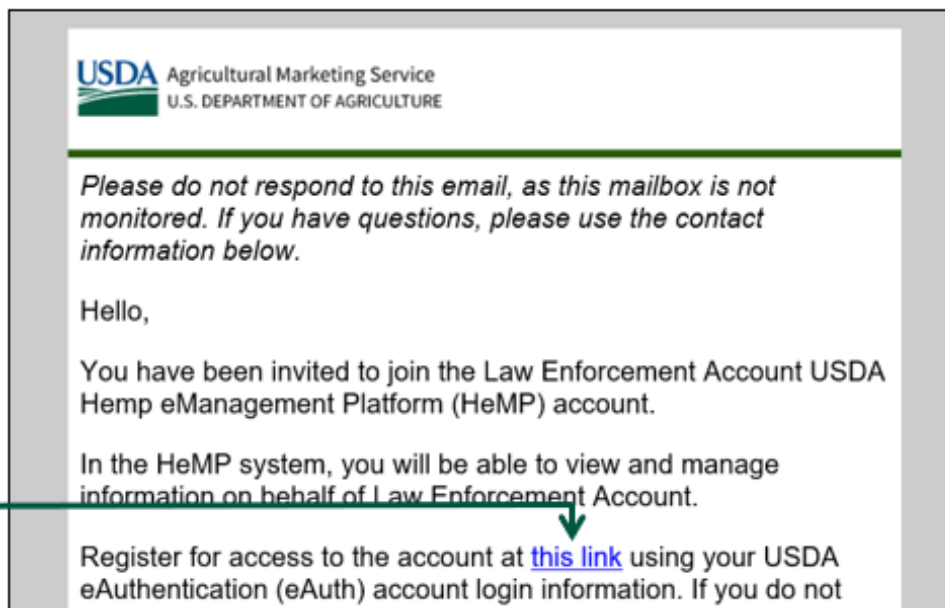 USDA Agricultural Marketing Service
U.S. DEPARTMENT OF AGRICULTURE
Please do not respond to this email, as this mailbox is not
monitored. If you have questions, please use the contact
information below.
Hello,
You have been invited to join the Law Enforcement Account USDA
Hemp eManagement Platform (HeMP) account.
In the HeMP system, you will be able to view and manage
information on behalf of Law Enforcement Account.
Register for access to the account at this link using your USDA
eAuthentication (eAuth) account login information. If you do not